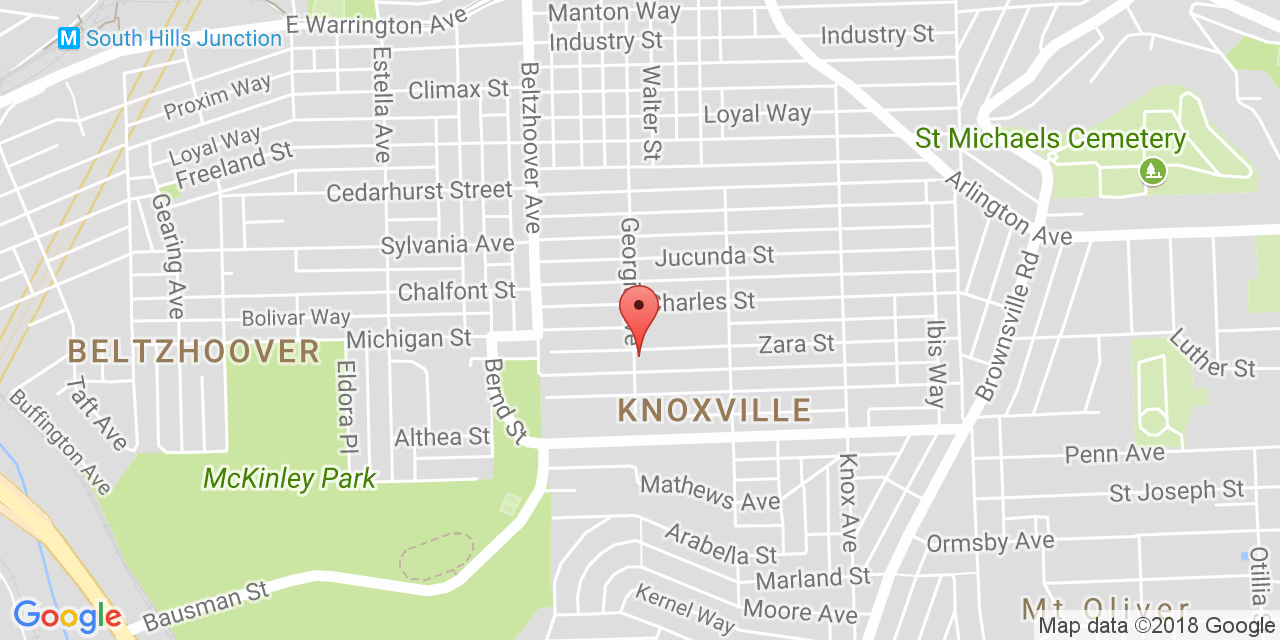 E Warrington Ave
Manton Way
Industry St
Industry St
M South Hills Junction
Estella Ave
Beltzhoover Ave
Walter St
Proxim Way
Climax St
Loyal Way
St Michaels Cemetery
Loyal Way
Freeland St
Cedarhurst Street
Arlington Ave
Gearing Ave
Sylvania Ave
Jucunda St
Brownsville Rd
Chalfont St
Charles St
Bolivar Way
Michigan St
Zara St
Ibis Way
Luther St
BELTZHOOVER
Eldora Pl
Bernd St
Taft Ave
KNOXVILLE
Buffington Ave
Althea St
Penn Ave
McKinley Park
Mathews Ave
Knox Ave
St Joseph St
Arabella St
Ormsby Ave
Marland St
Otillia S
Bausman St
Kernel Way
Moore Ave
Mt Oliver
Google
Map data ©2018 Google